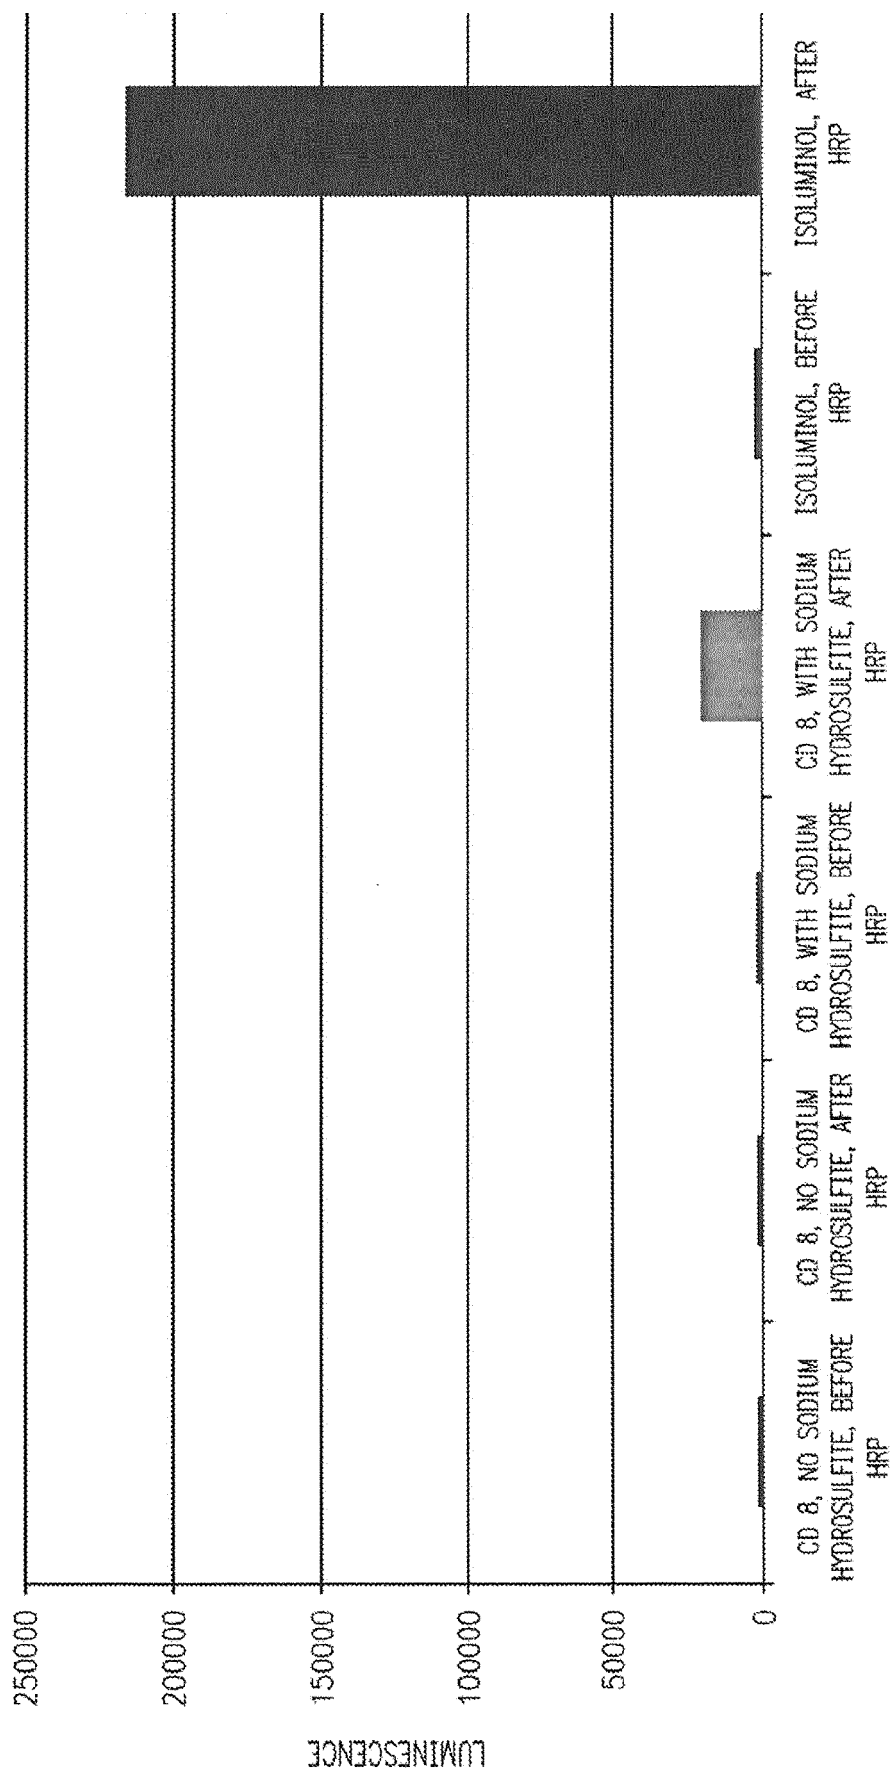 LUMINESCENCE
250000
200000
150000
100000
50000
0
CD 8, NO SODIUM
HYDROSULFITE, BEFORE
HRP
CD 8, NO SODIUM
HYDROSULFITE, AFTER
HRP
CD 8, WITH SODIUM
HYDROSULFITE, BEFORE
HRP
CD 8, WITH SODIUM
HYDROSULFITE, AFTER
HRP
ISOLUMINOL, BEFORE
HRP
ISOLUMINOL, AFTER
HRP